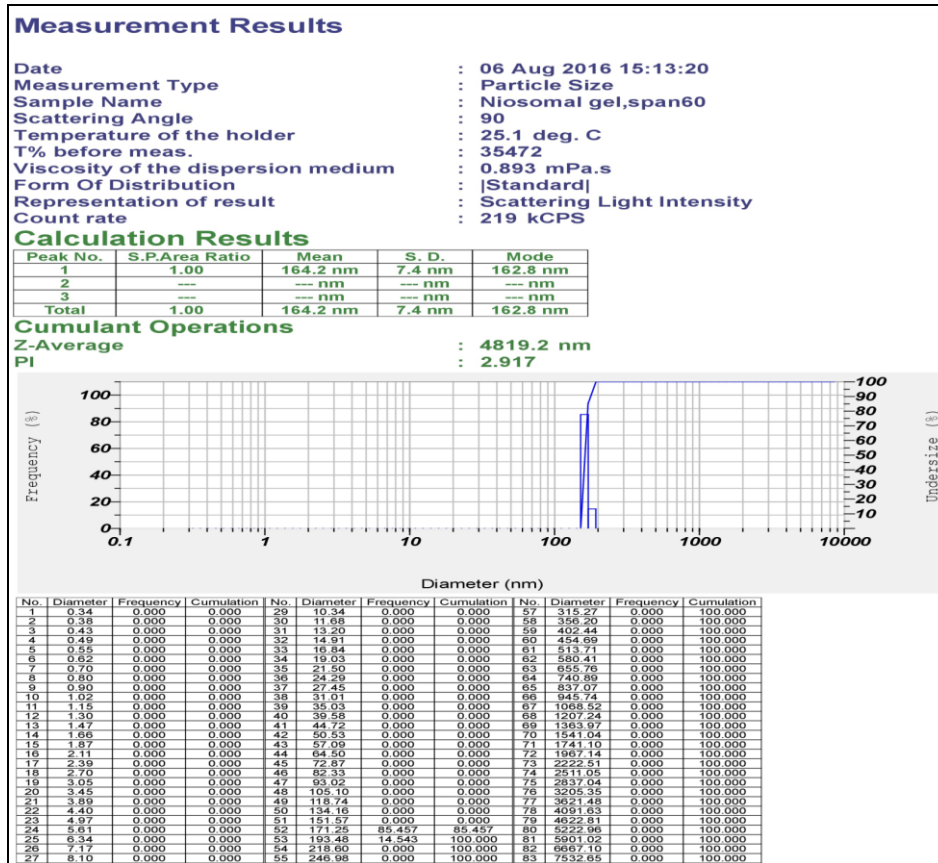 Measurement Results
Date : 06 Aug 2016 15:13:20
Measurement Type : Particle Size
Sample Name : Niosomal gel,span60
Scattering Angle : 90
Temperature of the holder : 25.1 deg. C
T% before meas. : 35472
Viscosity of the dispersion medium : 0.893 mPa.s
Form Of Distribution : |Standard|
Representation of result : Scattering Light Intensity
Count rate : 219 kCPS
Calculation Results
Peak No. S.P.Area Ratio Mean S. D. Mode
1 1.00 164.2 nm 7.4 nm 162.8 nm
2 --- --- nm --- nm --- nm
3 --- --- nm --- nm --- nm
Total 1.00 164.2 nm 7.4 nm 162.8 nm
Cumulant Operations
Z-Average : 4819.2 nm
PI : 2.917
Frequency (%)
100
80
60
40
20
0
0.1 1 10 100 1000 10000
100
90
80
70
60
50
40
30
20
10
Undersize (%)
Diameter (nm)
No. Diameter Frequency Cumulation No. Diameter Frequency Cumulation No. Diameter Frequency Cumulation
1 0.34 0.000 0.000 29 10.34 0.000 0.000 57 315.27 0.000 100.000
2 0.38 0.000 0.000 30 11.68 0.000 0.000 58 356.20 0.000 100.000
3 0.43 0.000 0.000 31 13.20 0.000 0.000 59 402.44 0.000 100.000
4 0.49 0.000 0.000 32 14.91 0.000 0.000 60 454.69 0.000 100.000
5 0.55 0.000 0.000 33 16.84 0.000 0.000 61 513.71 0.000 100.000
6 0.62 0.000 0.000 34 19.03 0.000 0.000 62 580.41 0.000 100.000
7 0.70 0.000 0.000 35 21.50 0.000 0.000 63 655.76 0.000 100.000
8 0.80 0.000 0.000 36 24.29 0.000 0.000 64 740.89 0.000 100.000
9 0.90 0.000 0.000 37 27.45 0.000 0.000 65 837.07 0.000 100.000
10 1.02 0.000 0.000 38 31.01 0.000 0.000 66 945.74 0.000 100.000
11 1.15 0.000 0.000 39 35.03 0.000 0.000 67 1068.52 0.000 100.000
12 1.30 0.000 0.000 40 39.58 0.000 0.000 68 1207.24 0.000 100.000
13 1.47 0.000 0.000 41 44.72 0.000 0.000 69 1363.97 0.000 100.000
14 1.66 0.000 0.000 42 50.53 0.000 0.000 70 1541.04 0.000 100.000
15 1.87 0.000 0.000 43 57.09 0.000 0.000 71 1741.10 0.000 100.000
16 2.11 0.000 0.000 44 64.50 0.000 0.000 72 1967.14 0.000 100.000
17 2.39 0.000 0.000 45 72.87 0.000 0.000 73 2222.51 0.000 100.000
18 2.70 0.000 0.000 46 82.33 0.000 0.000 74 2511.05 0.000 100.000
19 3.05 0.000 0.000 47 93.02 0.000 0.000 75 2837.04 0.000 100.000
20 3.45 0.000 0.000 48 105.10 0.000 0.000 76 3205.35 0.000 100.000
21 3.89 0.000 0.000 49 118.74 0.000 0.000 77 3621.48 0.000 100.000
22 4.40 0.000 0.000 50 134.16 0.000 0.000 78 4091.63 0.000 100.000
23 4.97 0.000 0.000 51 151.57 0.000 0.000 79 4622.81 0.000 100.000
24 5.61 0.000 0.000 52 171.25 85.457 85.457 80 5222.96 0.000 100.000
25 6.34 0.000 0.000 53 193.48 14.543 100.000 81 5901.02 0.000 100.000
26 7.17 0.000 0.000 54 218.60 0.000 100.000 82 6667.10 0.000 100.000
27 8.10 0.000 0.000 55 246.98 0.000 100.000 83 7532.65 0.000 100.000